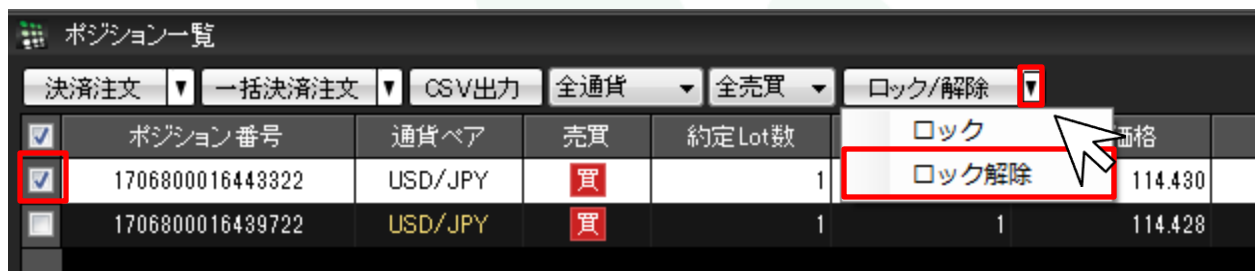 ポジション一覧
決済注文 ▼ 一括決済注文 ▼ CSV出力 全通貨 ▼ 全売買 ▼ ロック/解除 ▼
ポジション番号 通貨ペア 売買 約定Lot数 価格
ロック
ロック解除
1706800016443322 USD/JPY 買 1 114.430
1706800016439722 USD/JPY 買 1 1 114.428